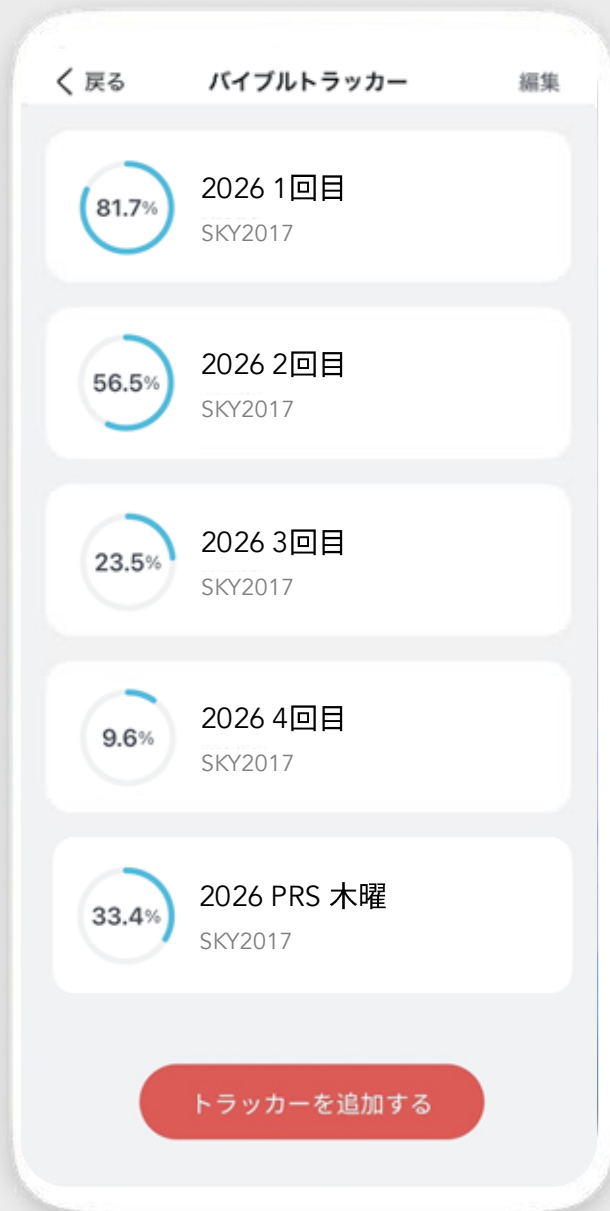 戻る
バイブルトラッカー
編集
81.7%
2026 1回目
SKY2017
56.5%
2026 2回目
SKY2017
23.5%
2026 3回目
SKY2017
9.6%
2026 4回目
SKY2017
33.4%
2026 PRS 木曜
SKY2017
トラッカーを追加する